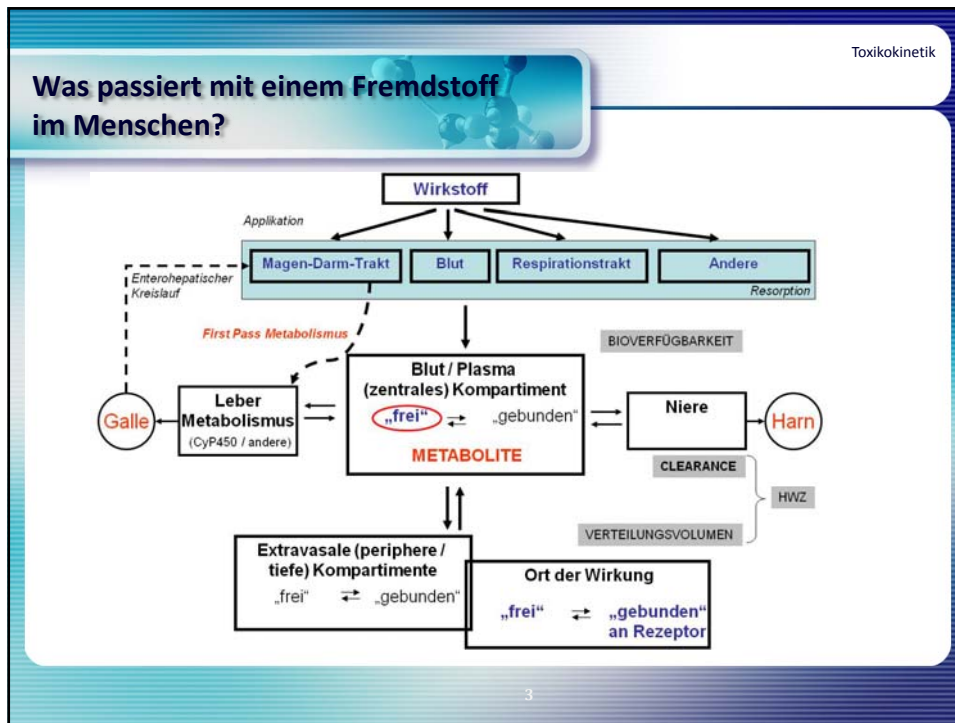 Toxikokinetik
Was passiert mit einem Fremdstoff
im Menschen?
Wirkstoff
Applikation
Magen-Darm-Trakt
Blut
Respirationstrakt
Andere
Resorption
Enterohepatischer
Kreislauf
First Pass Metabolismus
BIOVERFÜGBARKEIT
Galle
Leber
Metabolismus
(CyP450 / andere)
Blut / Plasma
(zentrales) Kompartiment
„frei“ ⇌ „gebunden“
METABOLITE
Niere
Harn
CLEARANCE
HWZ
VERTEILUNGSVOLUMEN
Extravasale (periphere /
tiefe) Kompartimente
„frei“ ⇌ „gebunden“
Ort der Wirkung
„frei“ ⇌ „gebunden“
an Rezeptor
3